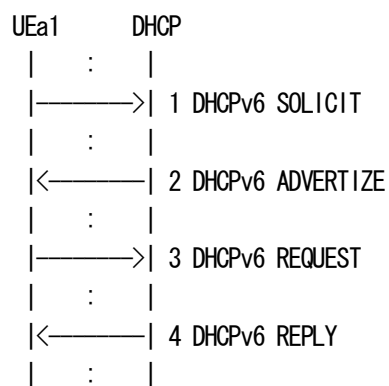 UEa1 DHCP
| : |
|-------->| 1 DHCPv6 SOLICIT
| : |
|<--------| 2 DHCPv6 ADVERTIZE
| : |
|-------->| 3 DHCPv6 REQUEST
| : |
|<--------| 4 DHCPv6 REPLY
| : |